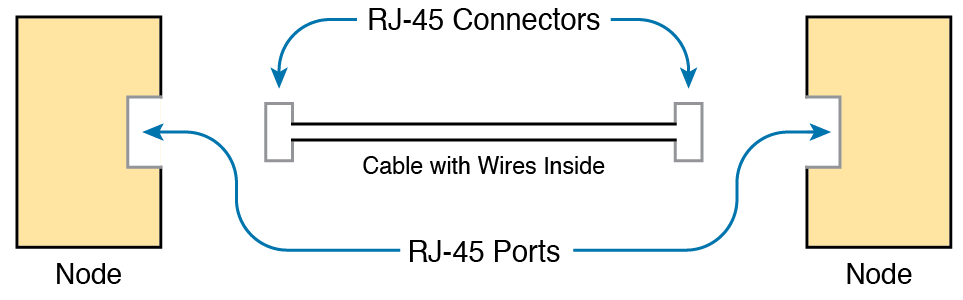 RJ-45 Connectors
Cable with Wires Inside
RJ-45 Ports
Node
Node